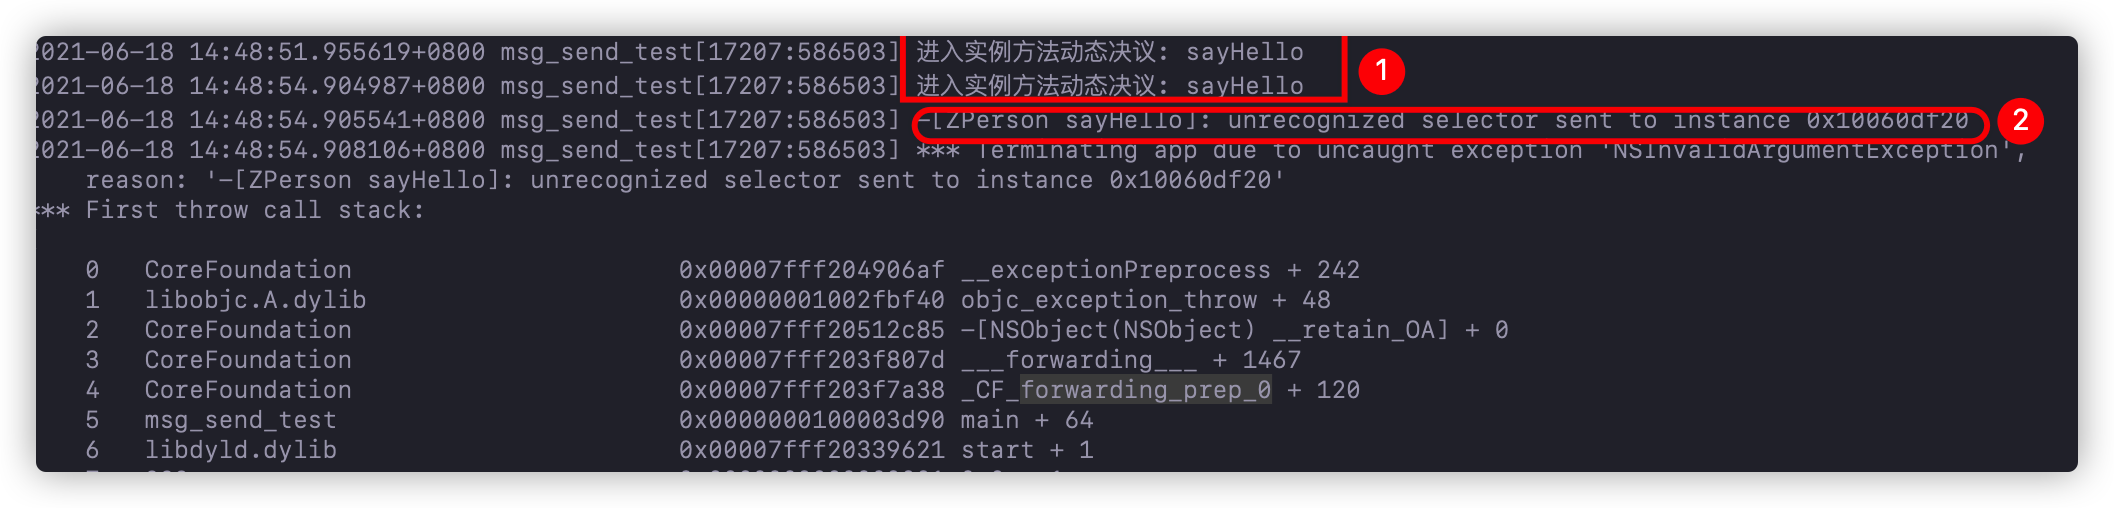 2021-06-18 14:48:51.955619+0800 msg_send_test[17207:586503] 进入实例方法动态决议: sayHello
2021-06-18 14:48:54.904987+0800 msg_send_test[17207:586503] 进入实例方法动态决议: sayHello
1
2021-06-18 14:48:54.905541+0800 msg_send_test[17207:586503] -[ZPerson sayHello]: unrecognized selector sent to instance 0x10060df20
2
2021-06-18 14:48:54.908106+0800 msg_send_test[17207:586503] *** Terminating app due to uncaught exception 'NSInvalidArgumentException',
reason: '-[ZPerson sayHello]: unrecognized selector sent to instance 0x10060df20'
*** First throw call stack:
0 CoreFoundation 0x00007fff204906af __exceptionPreprocess + 242
1 libobjc.A.dylib 0x00000001002fbf40 objc_exception_throw + 48
2 CoreFoundation 0x00007fff20512c85 -[NSObject(NSObject) __retain_OA] + 0
3 CoreFoundation 0x00007fff203f807d ___forwarding___ + 1467
4 CoreFoundation 0x00007fff203f7a38 _CF_forwarding_prep_0 + 120
5 msg_send_test 0x0000000100003d90 main + 64
6 libdyld.dylib 0x00007fff20339621 start + 1